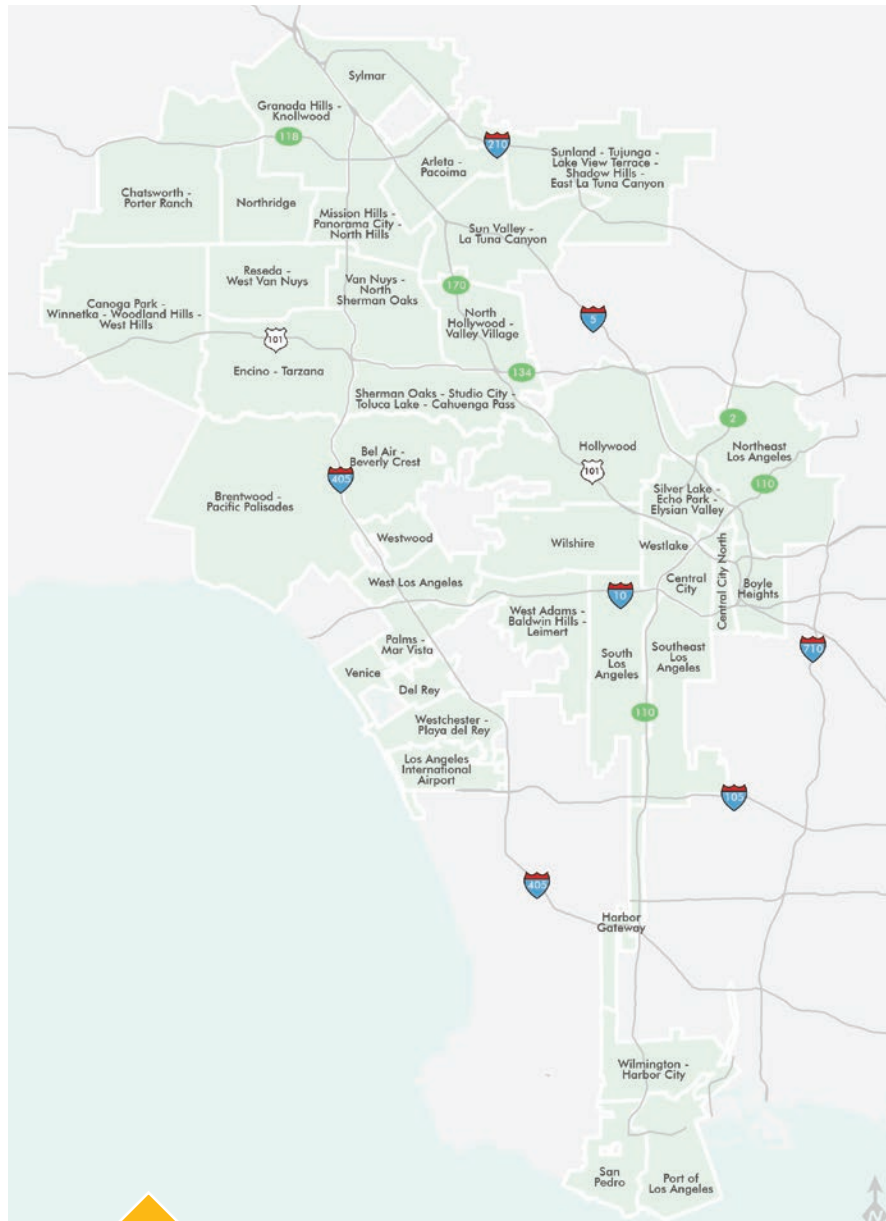 Sylmar
Granada Hills -
Knollwood
118
210
Arleta -
Pacoima
Sunland - Tujunga -
Lake View Terrace -
Shadow Hills -
East La Tuna Canyon
Chatsworth -
Porter Ranch
Northridge
Mission Hills -
Panorama City -
North Hills
Sun Valley -
La Tuna Canyon
Reseda -
West Van Nuys
Van Nuys -
North
Sherman Oaks
170
Canoga Park -
Winnetka - Woodland Hills -
West Hills
North
Hollywood -
Valley Village
5
101
Encino - Tarzana
134
Sherman Oaks - Studio City -
Toluca Lake - Cahuenga Pass
2
Hollywood
Northeast
Los Angeles
Bel Air -
Beverly Crest
405
101
110
Brentwood -
Pacific Palisades
Silver Lake -
Echo Park -
Elysian Valley
Westwood
Wilshire
Westlake
Central City North
West Los Angeles
Central
City
Boyle
Heights
10
West Adams -
Baldwin Hills -
Leimert
Palms -
Mar Vista
South
Los
Angeles
Southeast
Los
Angeles
710
Venice
Del Rey
110
Westchester -
Playa del Rey
Los Angeles
International
Airport
105
405
Harbor
Gateway
Wilmington -
Harbor City
San
Pedro
Port of
Los Angeles
N